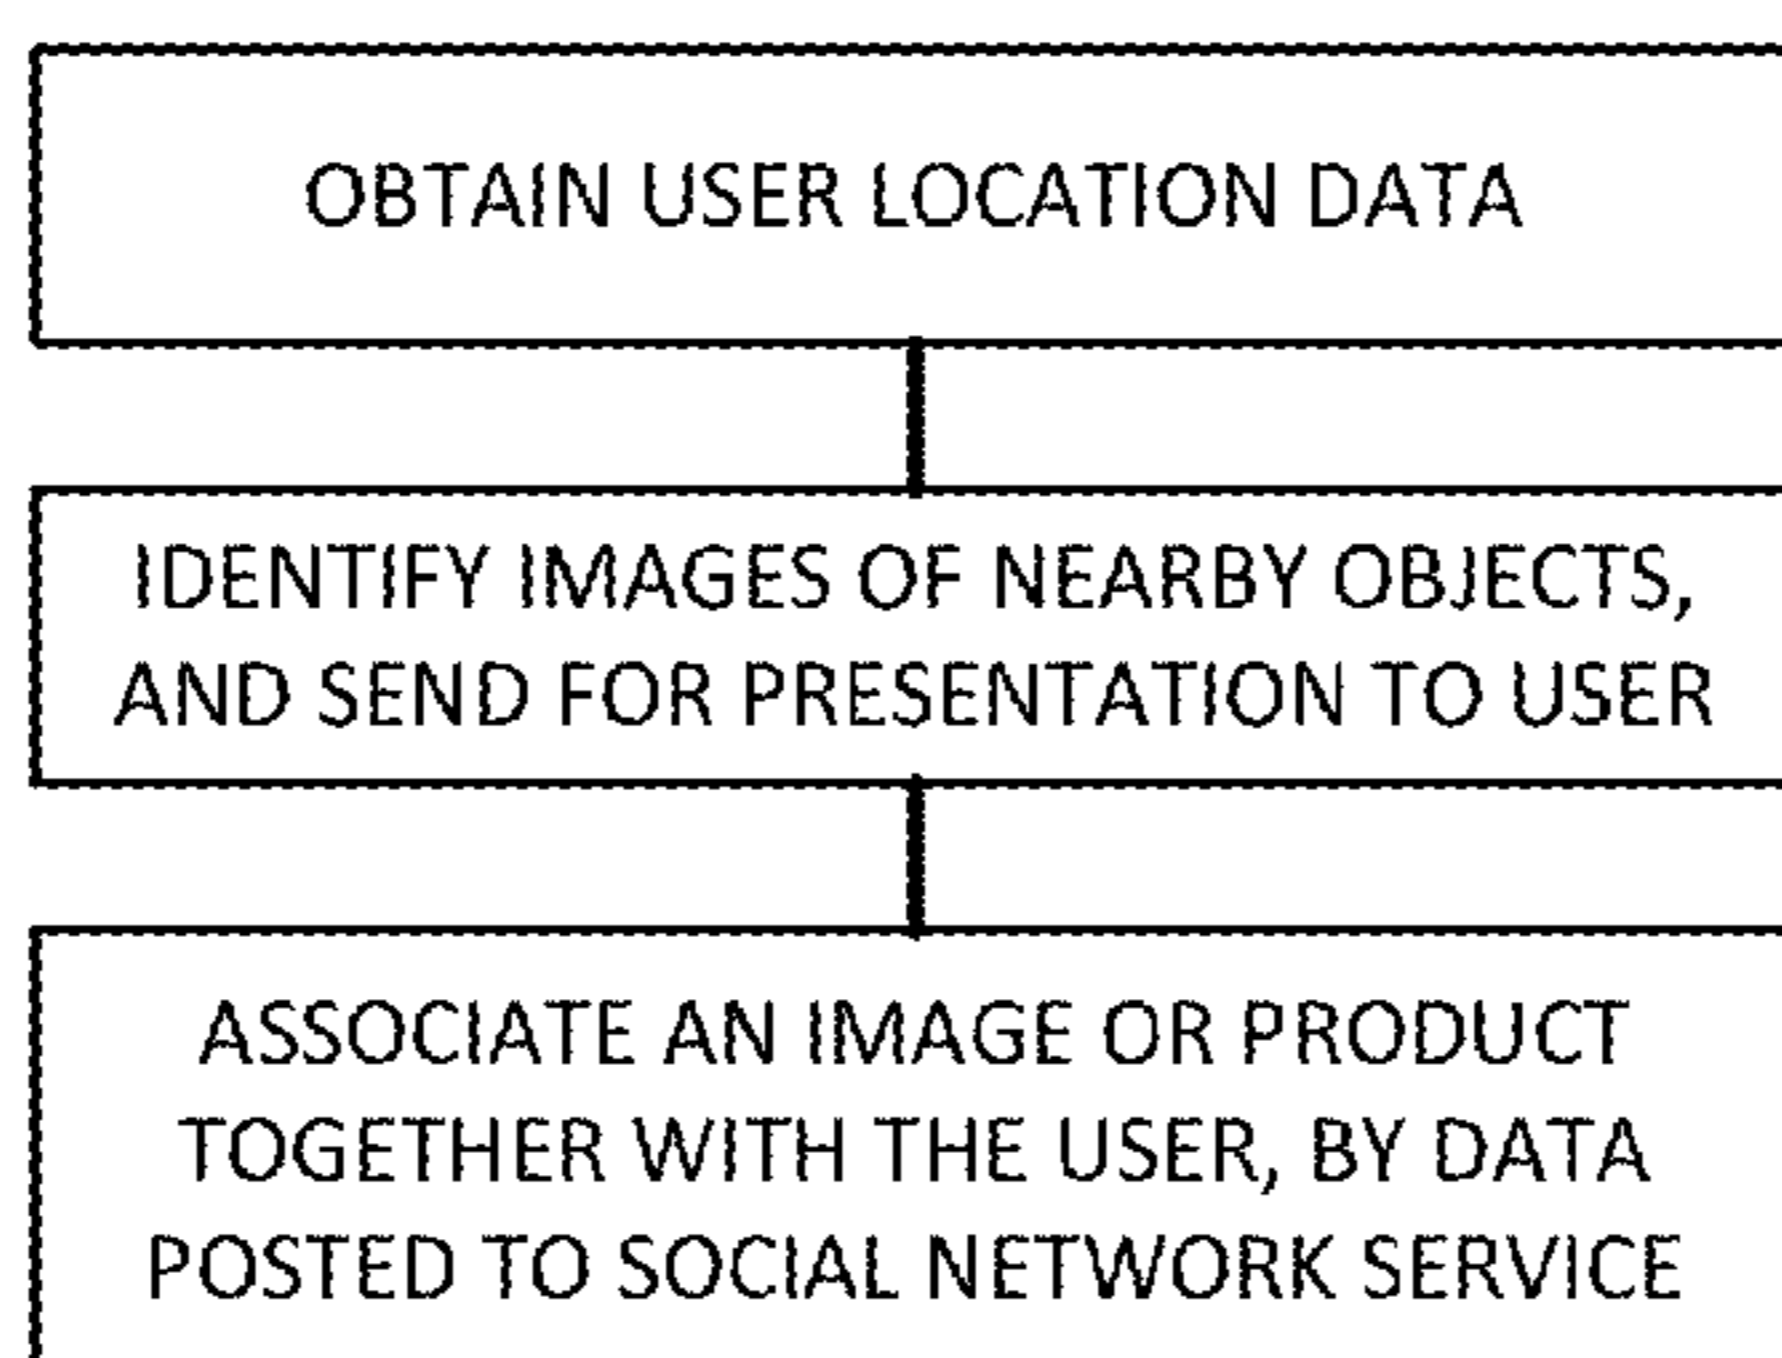 OBTAIN USER LOCATION DATA
IDENTIFY IMAGES OF NEARBY OBJECTS,
AND SEND FOR PRESENTATION TO USER
ASSOCIATE AN IMAGE OR PRODUCT
TOGETHER WITH THE USER, BY DATA
POSTED TO SOCIAL NETWORK SERVICE